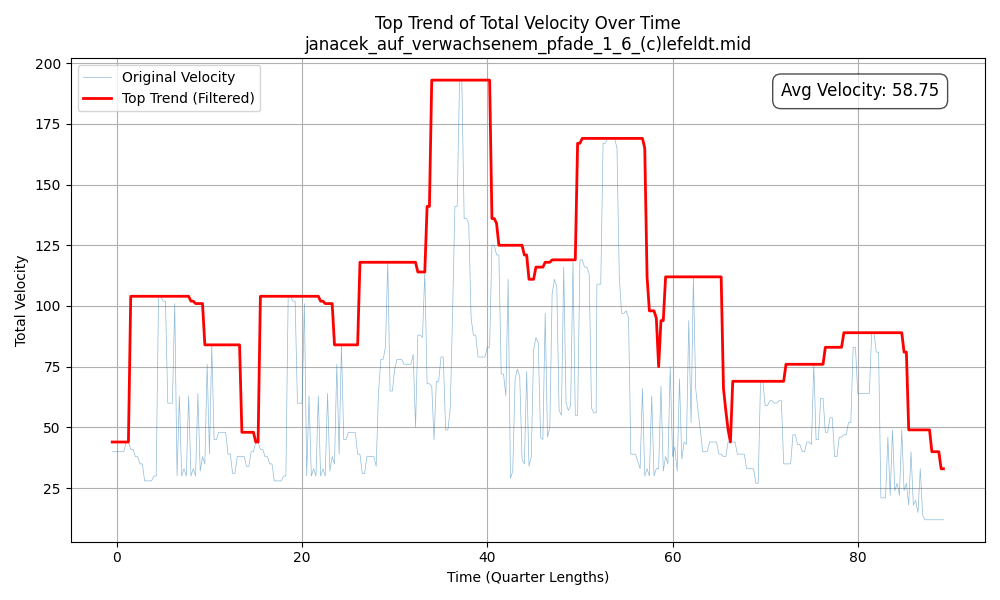 Top Trend of Total Velocity Over Time
janacek_auf_verwachsenem_pfade_1_6_(c)lefeldt.mid
Original Velocity
Top Trend (Filtered)
Avg Velocity: 58.75
200
175
150
125
100
75
50
25
Total Velocity
0
20
40
60
80
Time (Quarter Lengths)